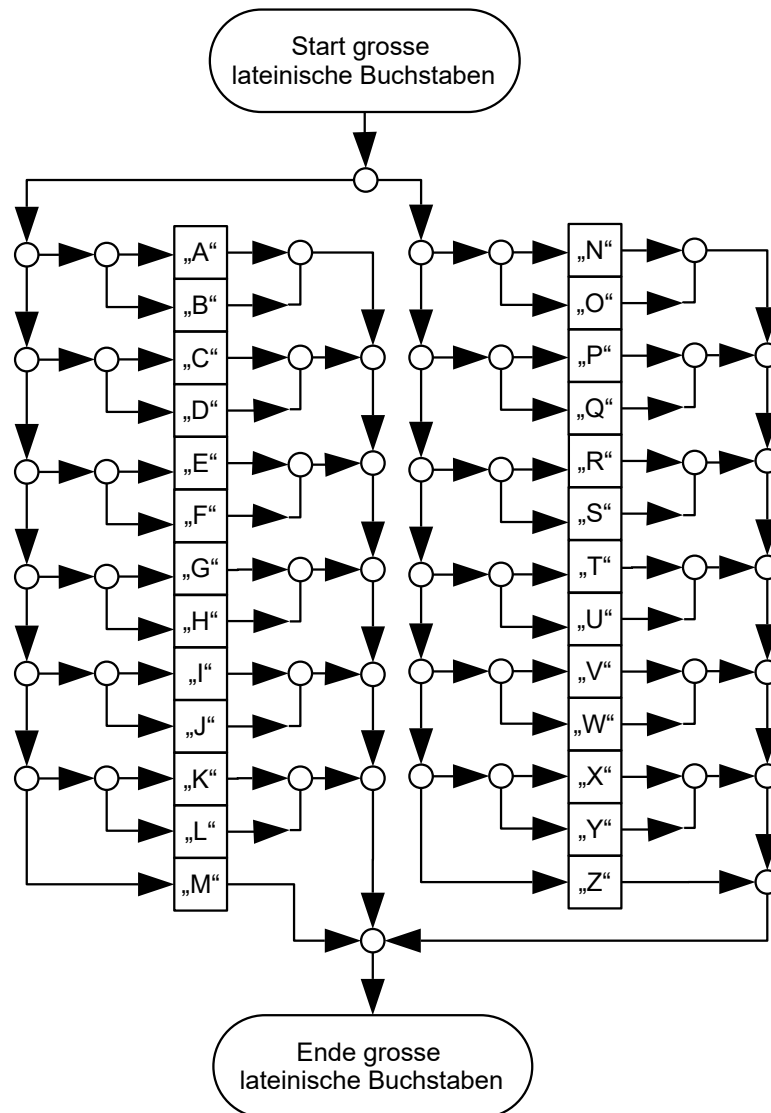 Start grosse
lateinische Buchstaben
„A“
„B“
„C“
„D“
„E“
„F“
„G“
„H“
„I“
„J“
„K“
„L“
„M“
„N“
„O“
„P“
„Q“
„R“
„S“
„T“
„U“
„V“
„W“
„X“
„Y“
„Z“
Ende grosse
lateinische Buchstaben